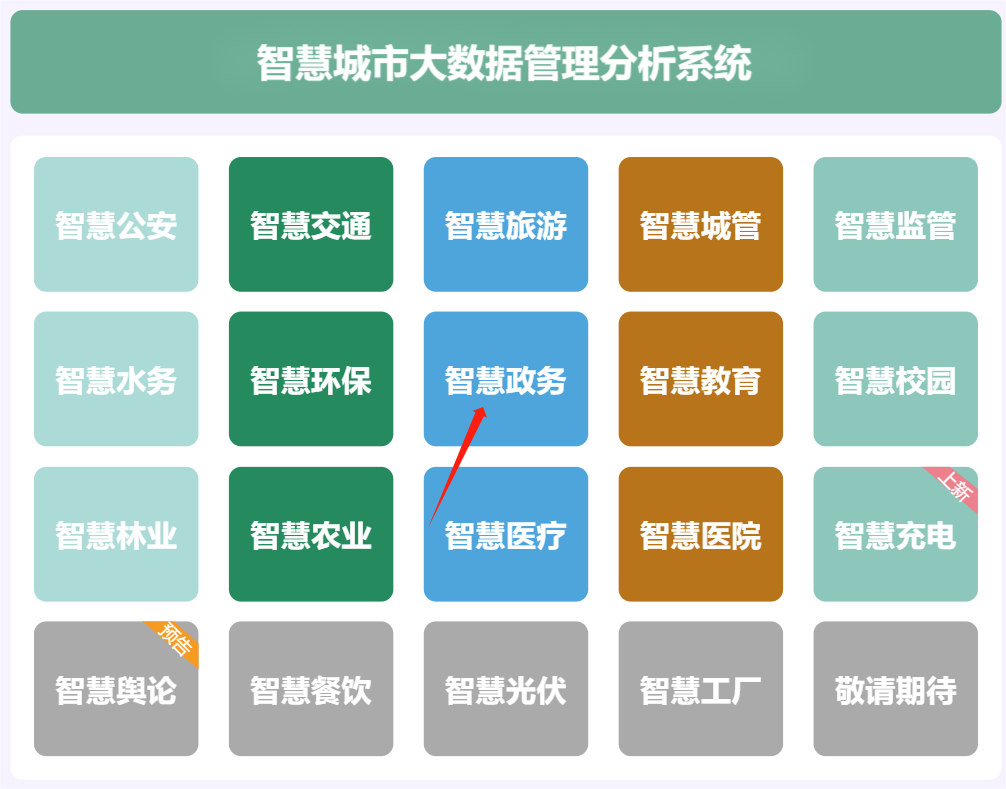 智慧城市大数据管理分析系统
智慧公安
智慧交通
智慧旅游
智慧城管
智慧监管
智慧水务
智慧环保
智慧政务
智慧教育
智慧校园
智慧林业
智慧农业
智慧医疗
智慧医院
上新
智慧充电
预告
智慧舆论
智慧餐饮
智慧光伏
智慧工厂
敬请期待